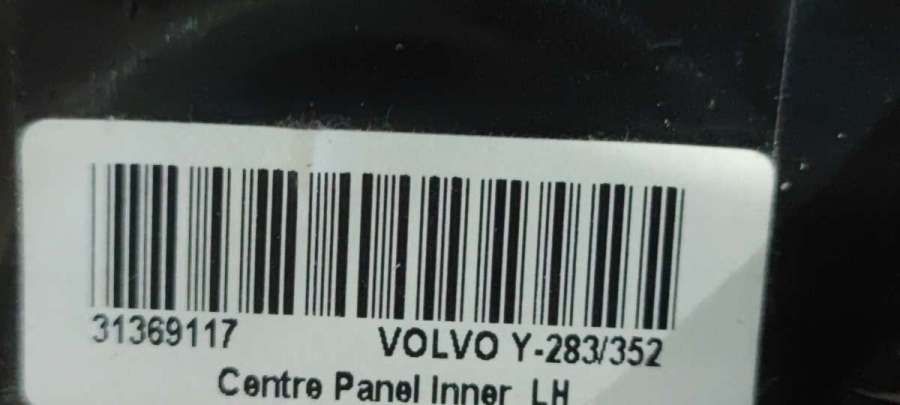 31369117 VOLVO Y-283/352
Centre Panel Inner LH